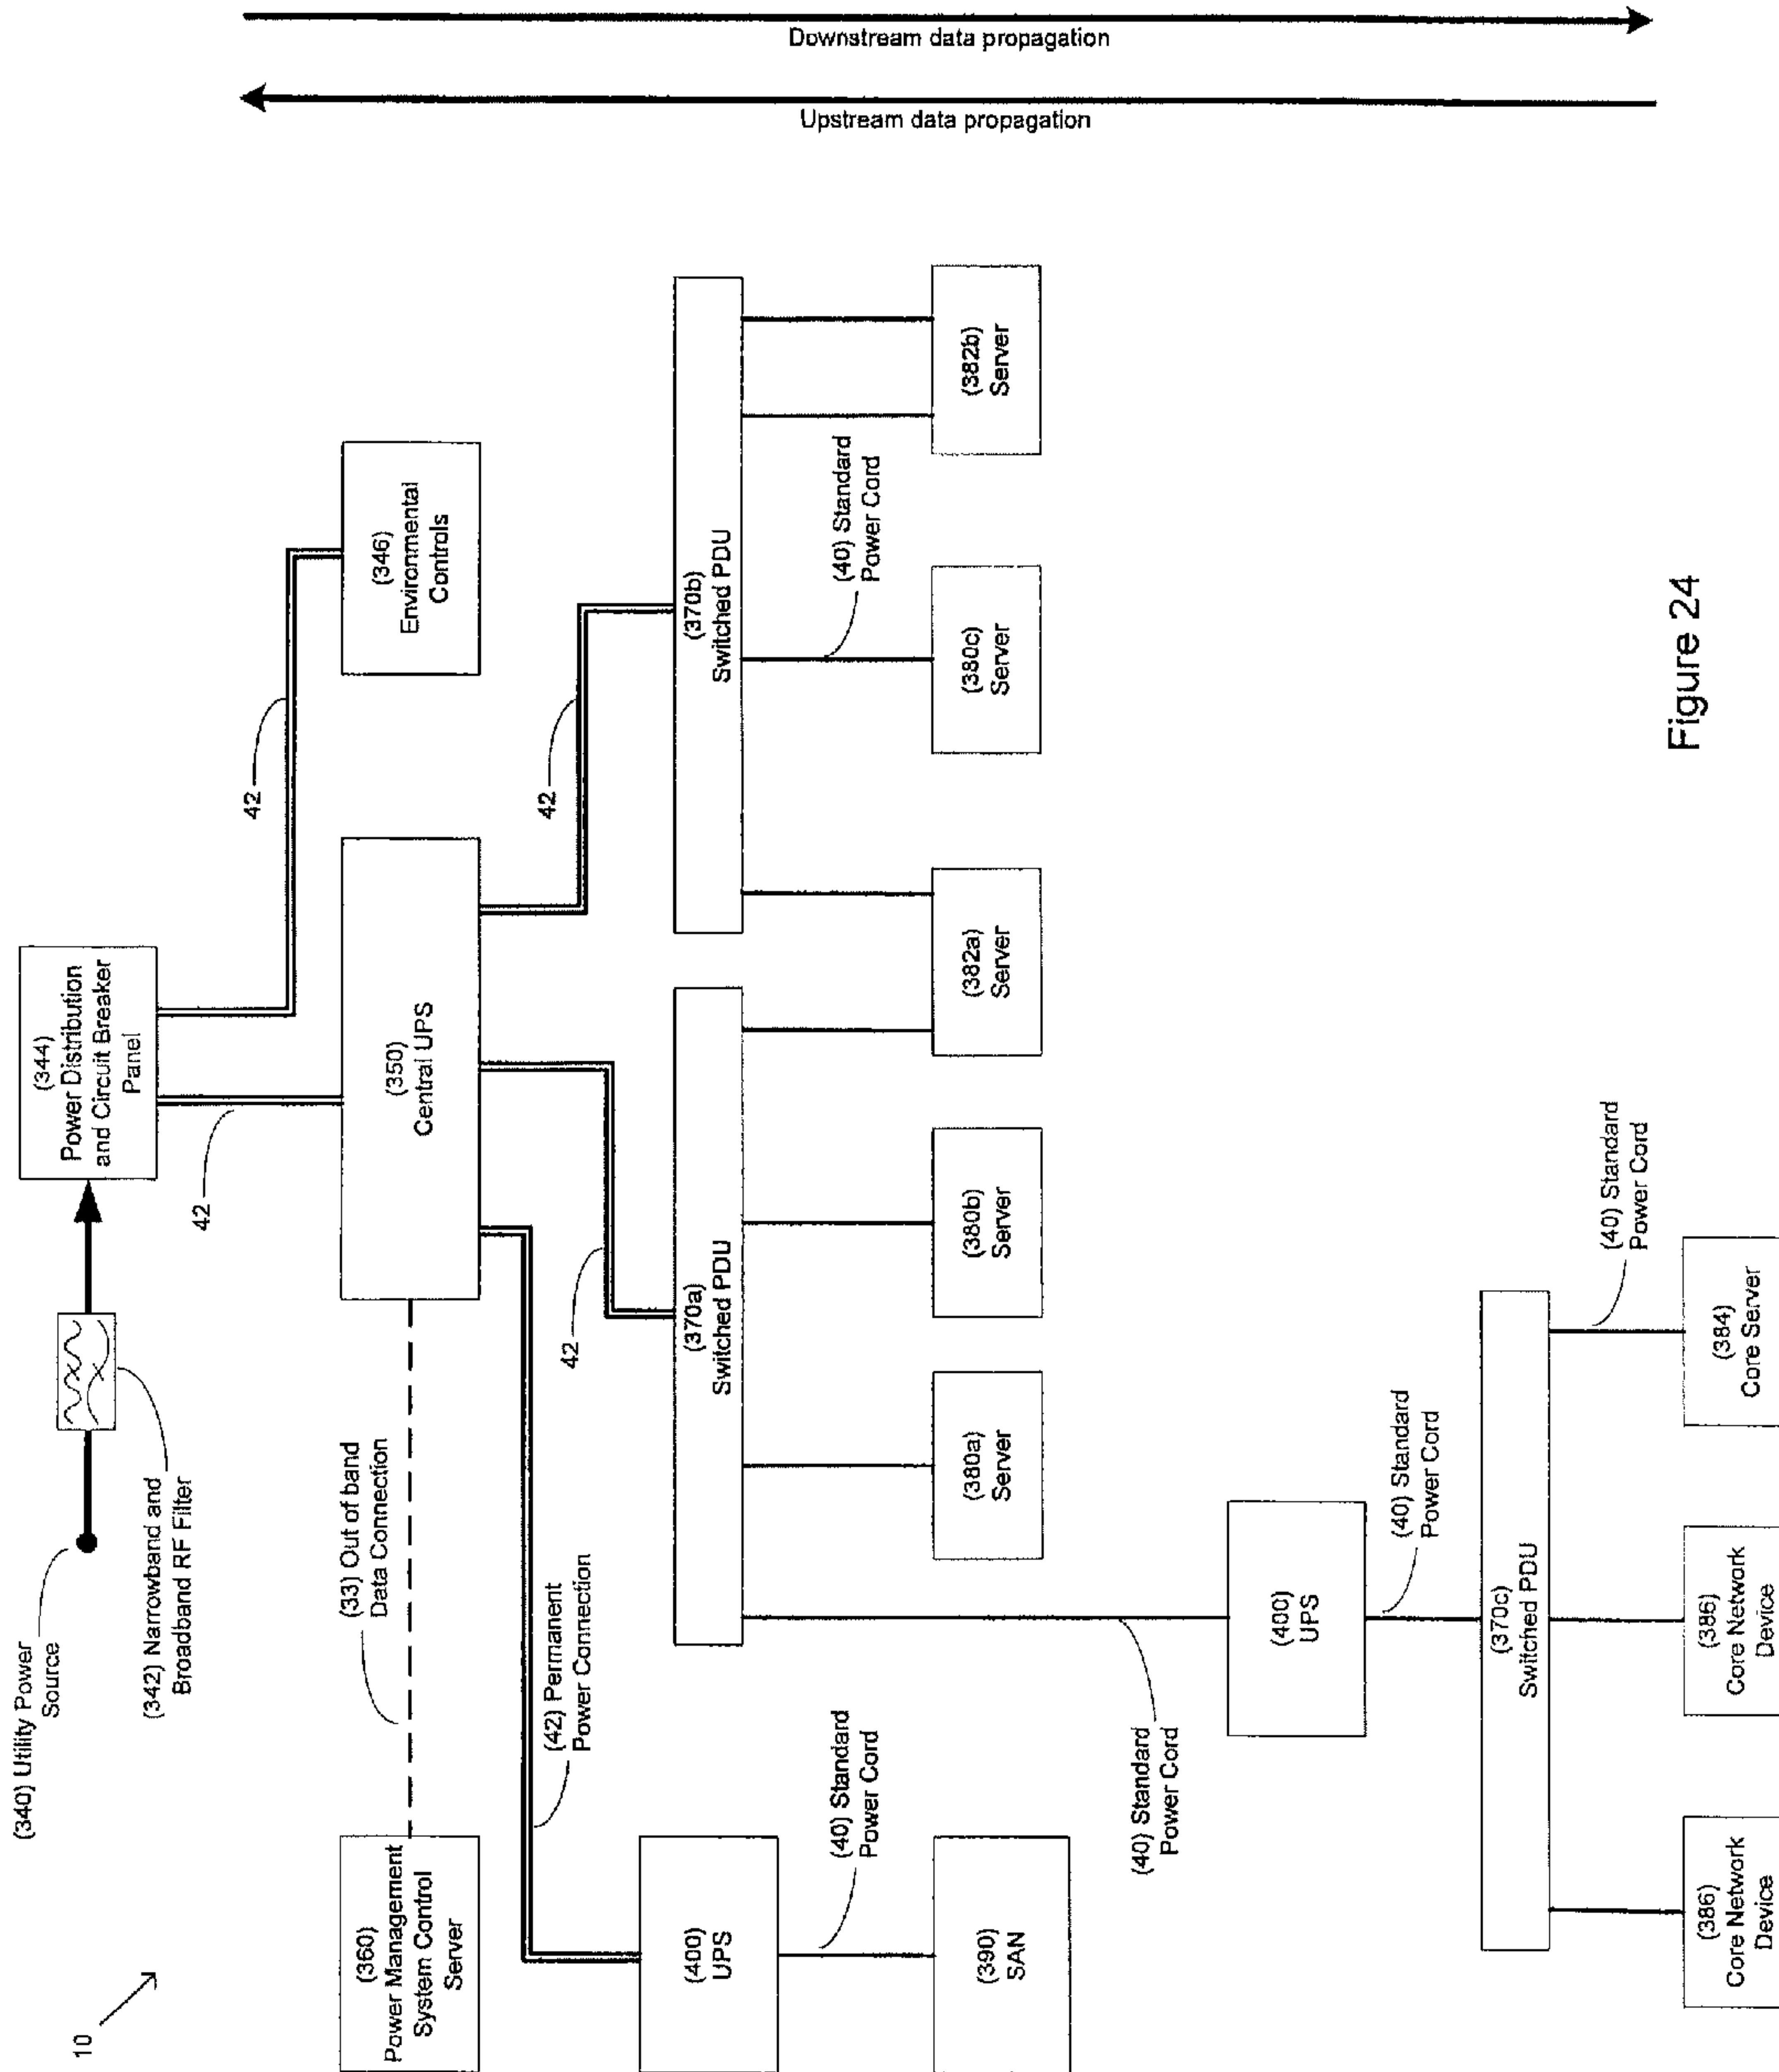 10
(340) Utility Power
Source
(342) Narrowband and
Broadband RF Filter
(344)
Power Distribution
and Circuit Breaker
Panel
42
42
(360)
Power Management
System Control
Server
(33) Out of band
Data Connection
(350)
Central UPS
(346)
Environmental
Controls
(42) Permanent
Power Connection
42
42
(400)
UPS
(370a)
Switched PDU
(370b)
Switched PDU
(40) Standard
Power Cord
(40) Standard
Power Cord
(390)
SAN
(380a)
Server
(380b)
Server
(382a)
Server
(380c)
Server
(382b)
Server
(40) Standard
Power Cord
(400)
UPS
(40) Standard
Power Cord
(370c)
Switched PDU
(40) Standard
Power Cord
(386)
Core Network
Device
(386)
Core Network
Device
(384)
Core Server
Figure 24
Upstream data propagation
Downstream data propagation